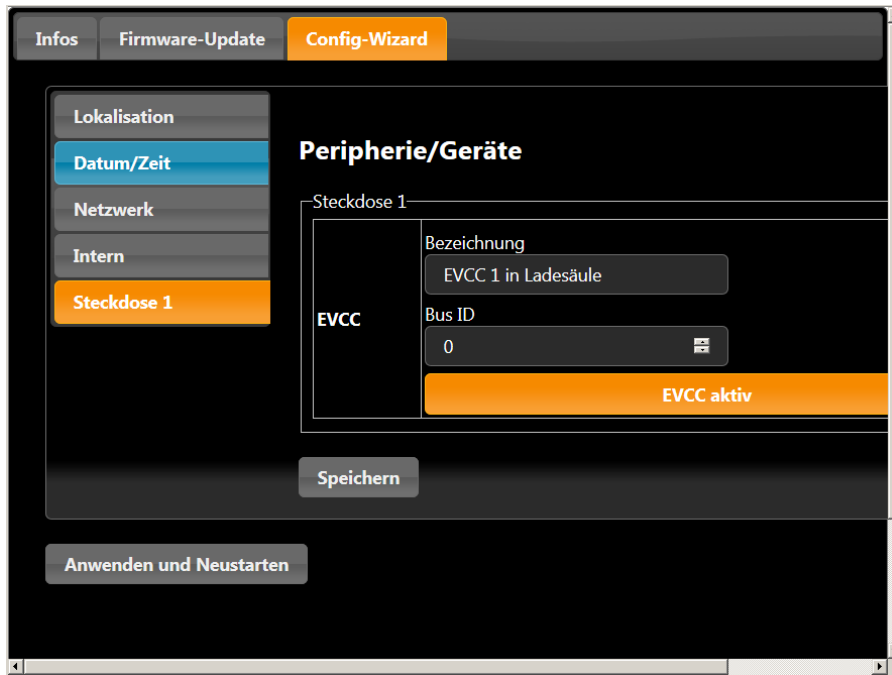 Infos Firmware-Update Config-Wizard
Lokalisation
Datum/Zeit
Netzwerk
Intern
Steckdose 1
Peripherie/Geräte
Steckdose 1
EVCC
Bezeichnung
EVCC 1 in Ladesäule
Bus ID
0
EVCC aktiv
Speichern
Anwenden und Neustarten